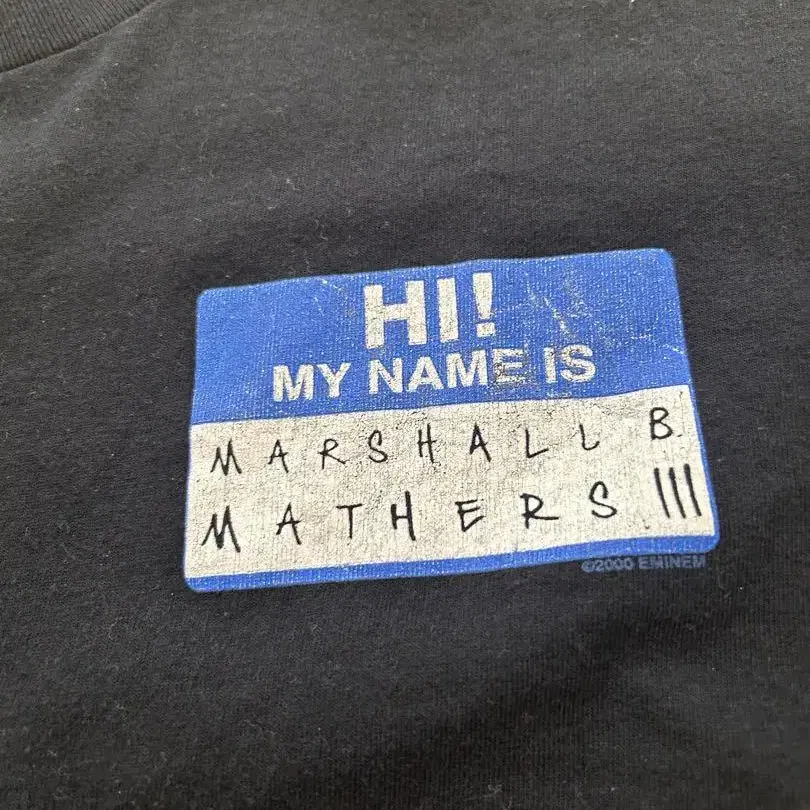 HI!
MY NAME IS
MARSHALL B.
MATHERS III
©2000 EMINEM